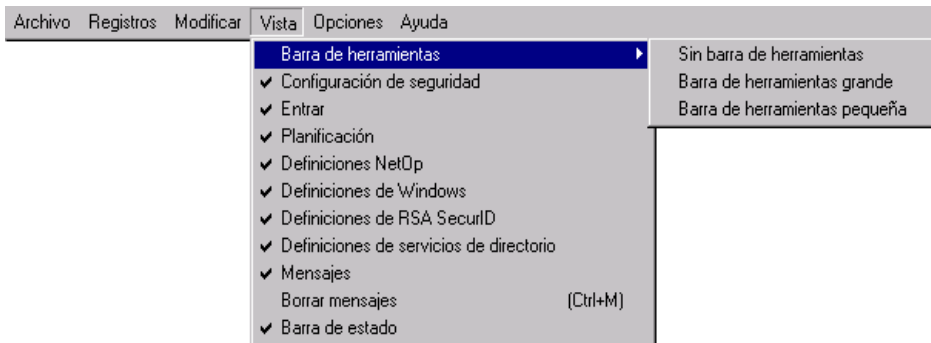 Archivo Registros Modificar Vista Opciones Ayuda
Barra de herramientas
Sin barra de herramientas
Barra de herramientas grande
Barra de herramientas pequeña
Configuración de seguridad
Entrar
Planificación
Definiciones NetOp
Definiciones de Windows
Definiciones de RSA SecurID
Definiciones de servicios de directorio
Mensajes
Borrar mensajes (Ctrl+M)
Barra de estado